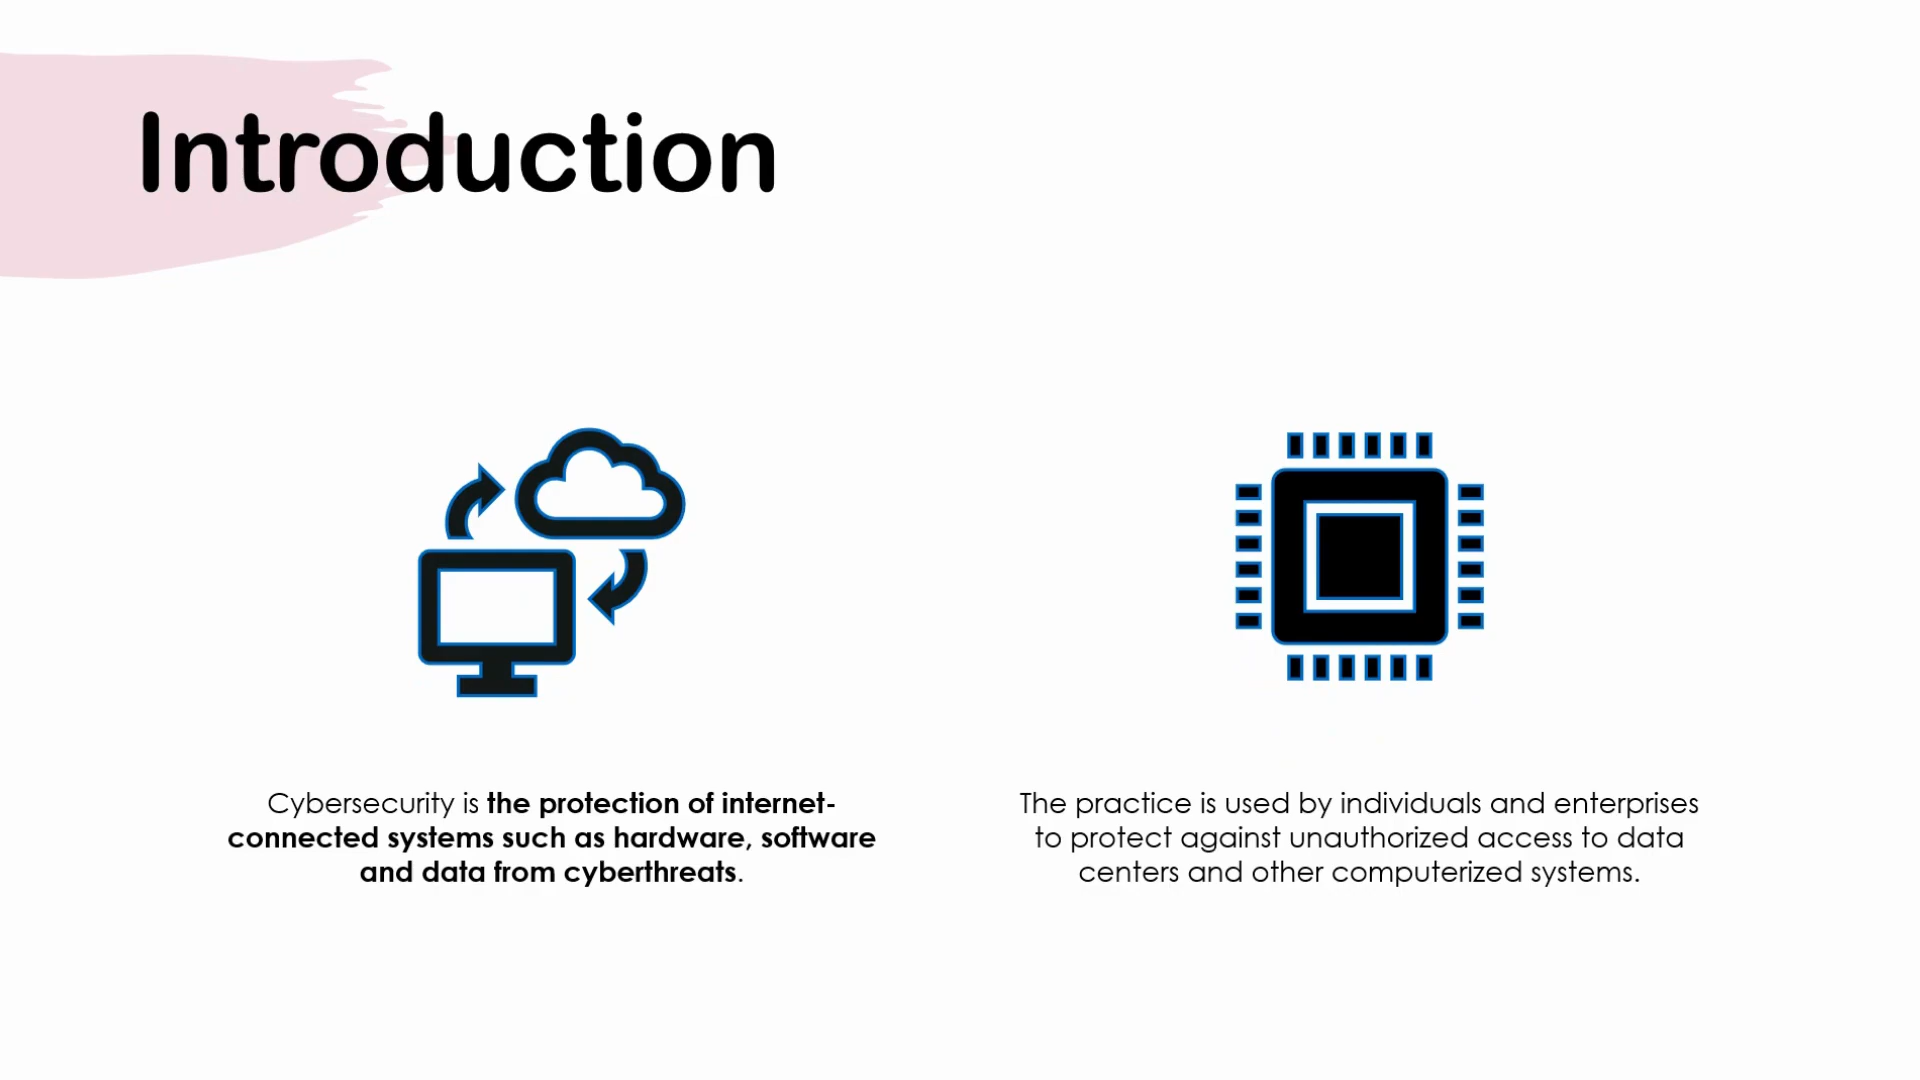 Introduction
Cybersecurity is the protection of internet-
connected systems such as hardware, software
and data from cyberthreats.
The practice is used by individuals and enterprises
to protect against unauthorized access to data
centers and other computerized systems.